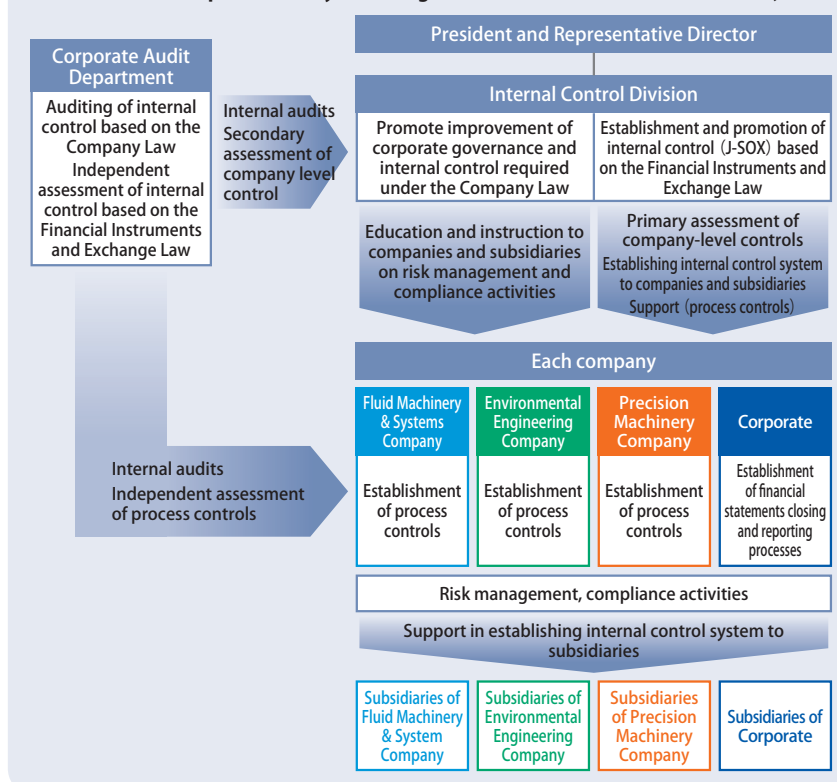 President and Representative Director
Corporate Audit
Department
Auditing of internal
control based on the
Company Law
Independent
assessment of internal
control based on the
Financial Instruments
and Exchange Law
Internal audits
Secondary
assessment of
company level
control
Internal Control Division
Promote improvement of
corporate governance and
internal control required
under the Company Law
Establishment and promotion of
internal control (J-SOX) based
on the Financial Instruments and
Exchange Law
Education and instruction to
companies and subsidiaries
on risk management and
compliance activities
Primary assessment of
company-level controls
Establishing internal control system
to companies and subsidiaries
Support (process controls)
Each company
Fluid Machinery
& Systems
Company
Environmental
Engineering
Company
Precision
Machinery
Company
Corporate
Internal audits
Independent assessment
of process controls
Establishment
of process
controls
Establishment
of process
controls
Establishment
of process
controls
Establishment
of financial
statements closing
and reporting
processes
Risk management, compliance activities
Support in establishing internal control system to
subsidiaries
Subsidiaries of
Fluid Machinery
& System
Company
Subsidiaries of
Environmental
Engineering
Company
Subsidiaries
of Precision
Machinery
Company
Subsidiaries of
Corporate